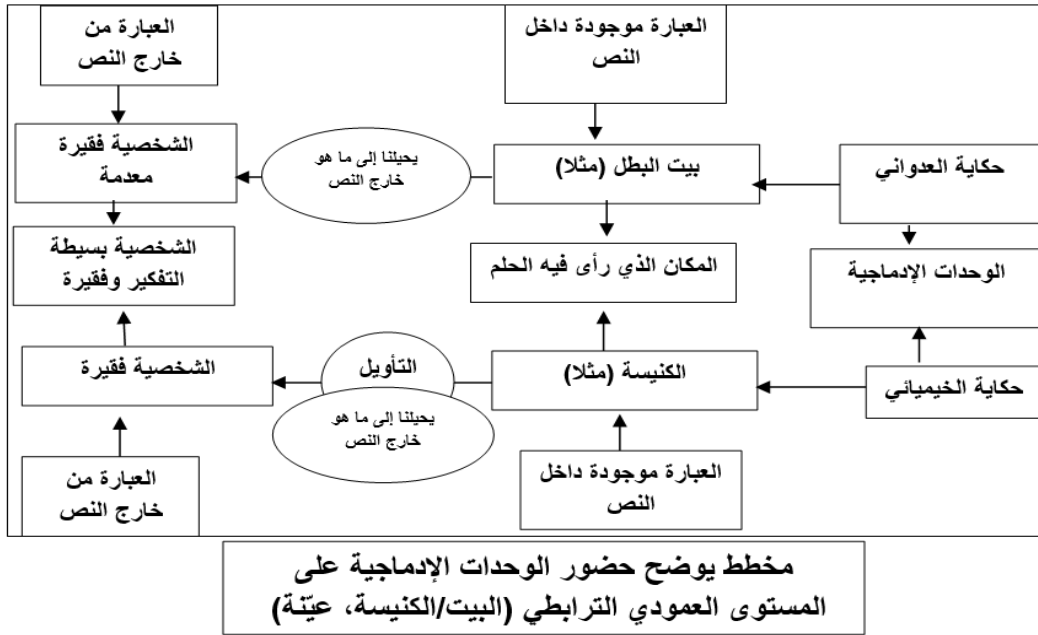 العبارة موجودة داخل
النص
العبارة من
خارج النص
حكاية العدواني
بيت البطل (مثلا)
يحيلنا إلى ما هو
خارج النص
الشخصية فقيرة
معدمة
الوحدات الإدماجية
المكان الذي رأى فيه الحلم
الشخصية بسيطة
التفكير وفقيرة
حكاية الخيميائي
الكنيسة (مثلا)
التأويل
يحيلنا إلى ما هو
خارج النص
الشخصية فقيرة
العبارة موجودة داخل
النص
العبارة من
خارج النص
مخطط يوضح حضور الوحدات الإدماجية على
المستوى العمودي الترابطي (البيت/الكنيسة، عيّنة)